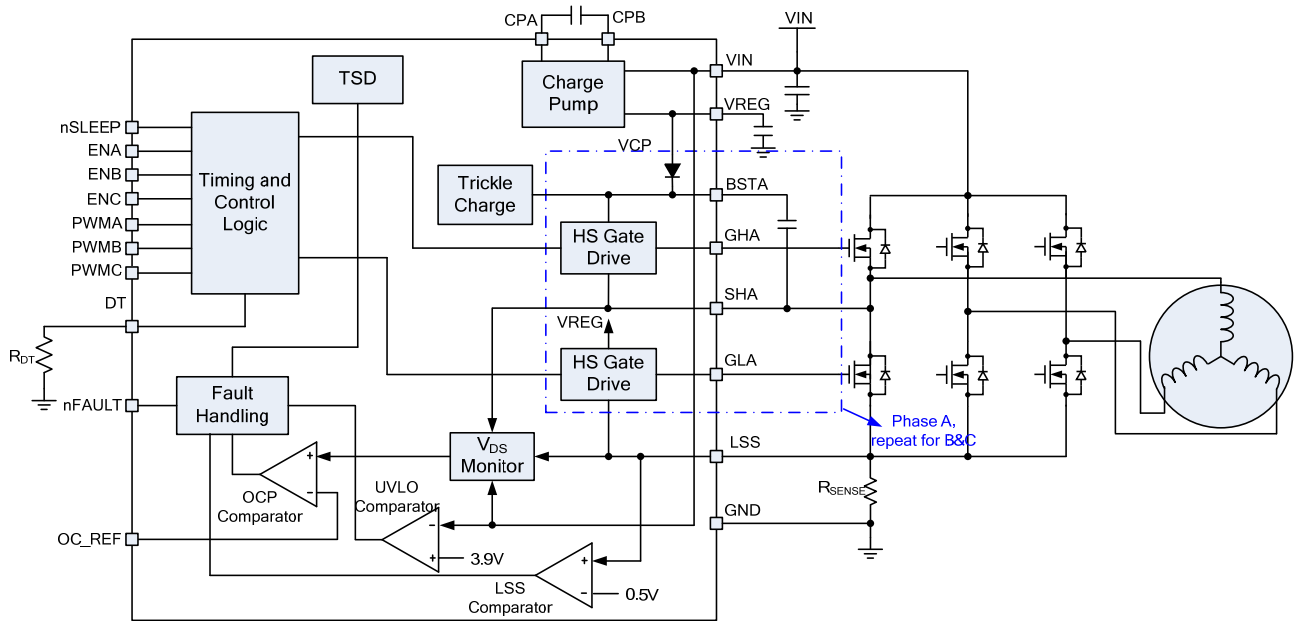 CPA
CPB
VIN
TSD
Charge
Pump
VIN
VREG
nSLEEP
ENA
ENB
ENC
PWMA
PWMB
PWMC
DT
Timing and
Control
Logic
VCP
Trickle
Charge
BSTA
HS Gate
Drive
GHA
SHA
VREG
HS Gate
Drive
GLA
RDT
nFAULT
Fault
Handling
Phase A,
repeat for B&C
VDS
Monitor
LSS
+
−
OCP
Comparator
UVLO
Comparator
−
+
3.9V
RSENSE
GND
OC_REF
LSS
Comparator
+
−
0.5V